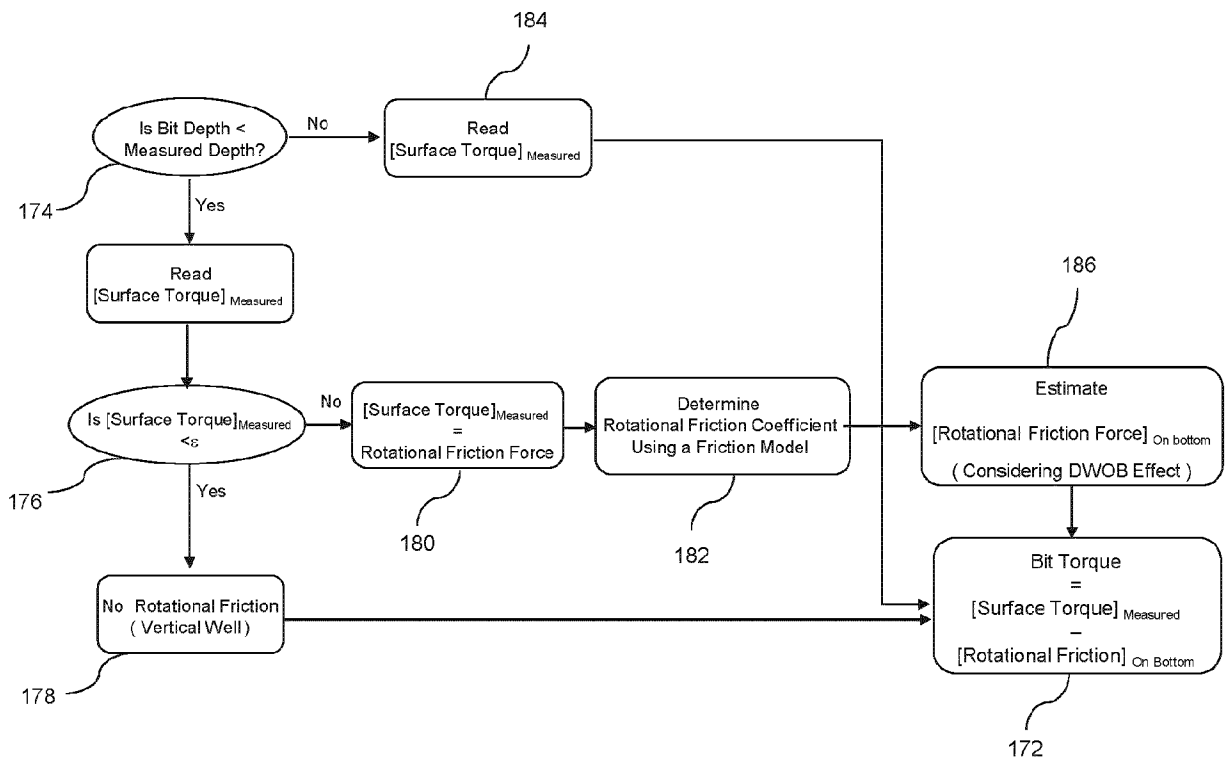 184
Is Bit Depth <
Measured Depth?
No
Read
[Surface Torque] Measured
174
Yes
Read
[Surface Torque] Measured
186
Is [Surface Torque]Measured
<ε
No
[Surface Torque]Measured
=
Rotational Friction Force
Determine
Rotational Friction Coefficient
Using a Friction Model
Estimate
[Rotational Friction Force] On bottom
( Considering DWOB Effect )
176
Yes
180
182
No Rotational Friction
( Vertical Well )
Bit Torque
=
[Surface Torque] Measured
–
[Rotational Friction] On Bottom
178
172